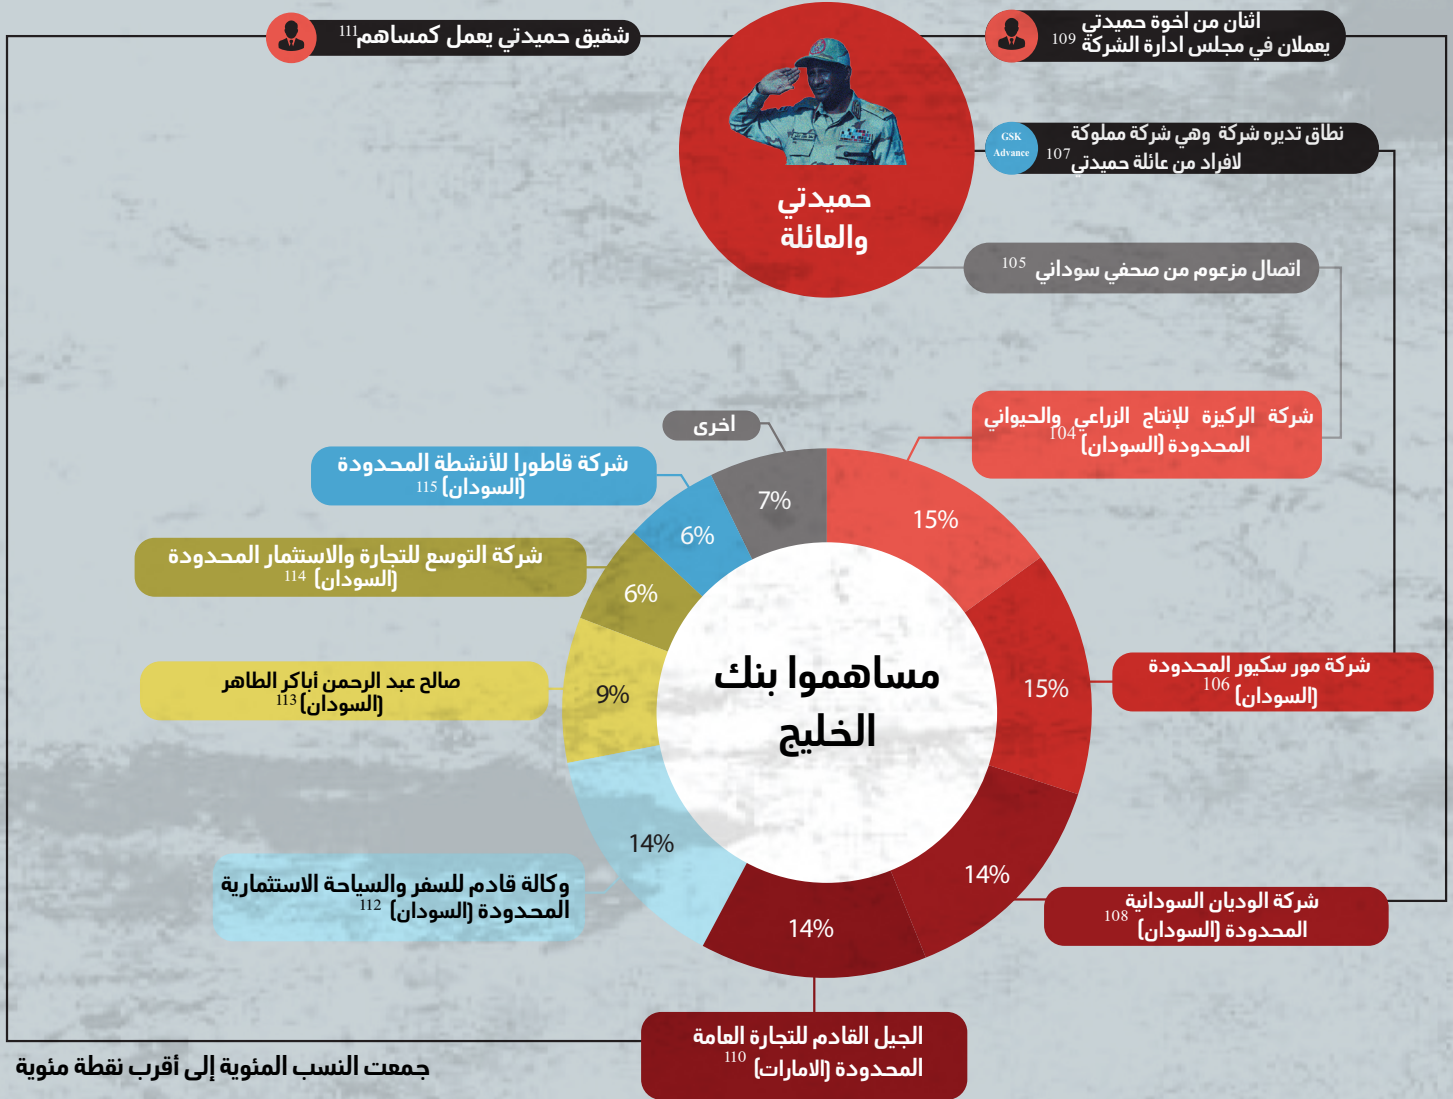 اثنان من اخوة حميدتي
يعملان في مجلس ادارة الشركة 109
شقيق حميدتي يعمل كمساهم 111
GSK
Advance
نطاق تديره شركة وهي شركة مملوكة
لافراد من عائلة حميدتي 107
حميدتي
والعائلة
اتصال مزعوم من صحفي سوداني 105
شركة الركيزة للإنتاج الزراعي والحيواني
المحدودة (السودان) 104
اخرى
شركة قاطورا للأنشطة المحدودة
(السودان) 115
شركة التوسع للتجارة والاستثمار المحدودة
(السودان) 114
صالح عبد الرحمن أباكر الطاهر
(السودان) 113
وكالة قادم للسفر والسياحة الاستثمارية
المحدودة (السودان) 112
شركة مور سكيور المحدودة
(السودان) 106
شركة الوديان السودانية
المحدودة (السودان) 108
الجيل القادم للتجارة العامة
المحدودة (الامارات) 110
مساهموا بنك
الخليج
15%
15%
14%
14%
14%
9%
6%
6%
7%
جمعت النسب المئوية إلى أقرب نقطة مئوية